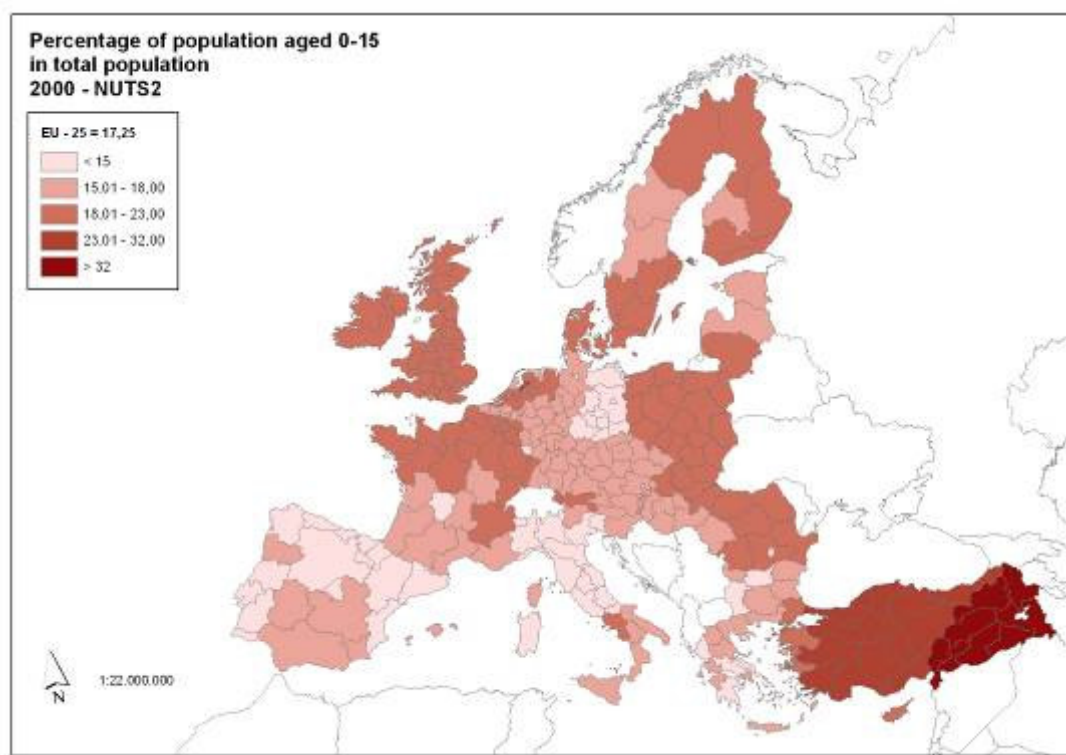 Percentage of population aged 0-15
in total population
2000 - NUTS2
EU - 25 = 17,25
< 15
15,01 - 18,00
18,01 - 23,00
23,01 - 32,00
> 32
N
1:22.000.000